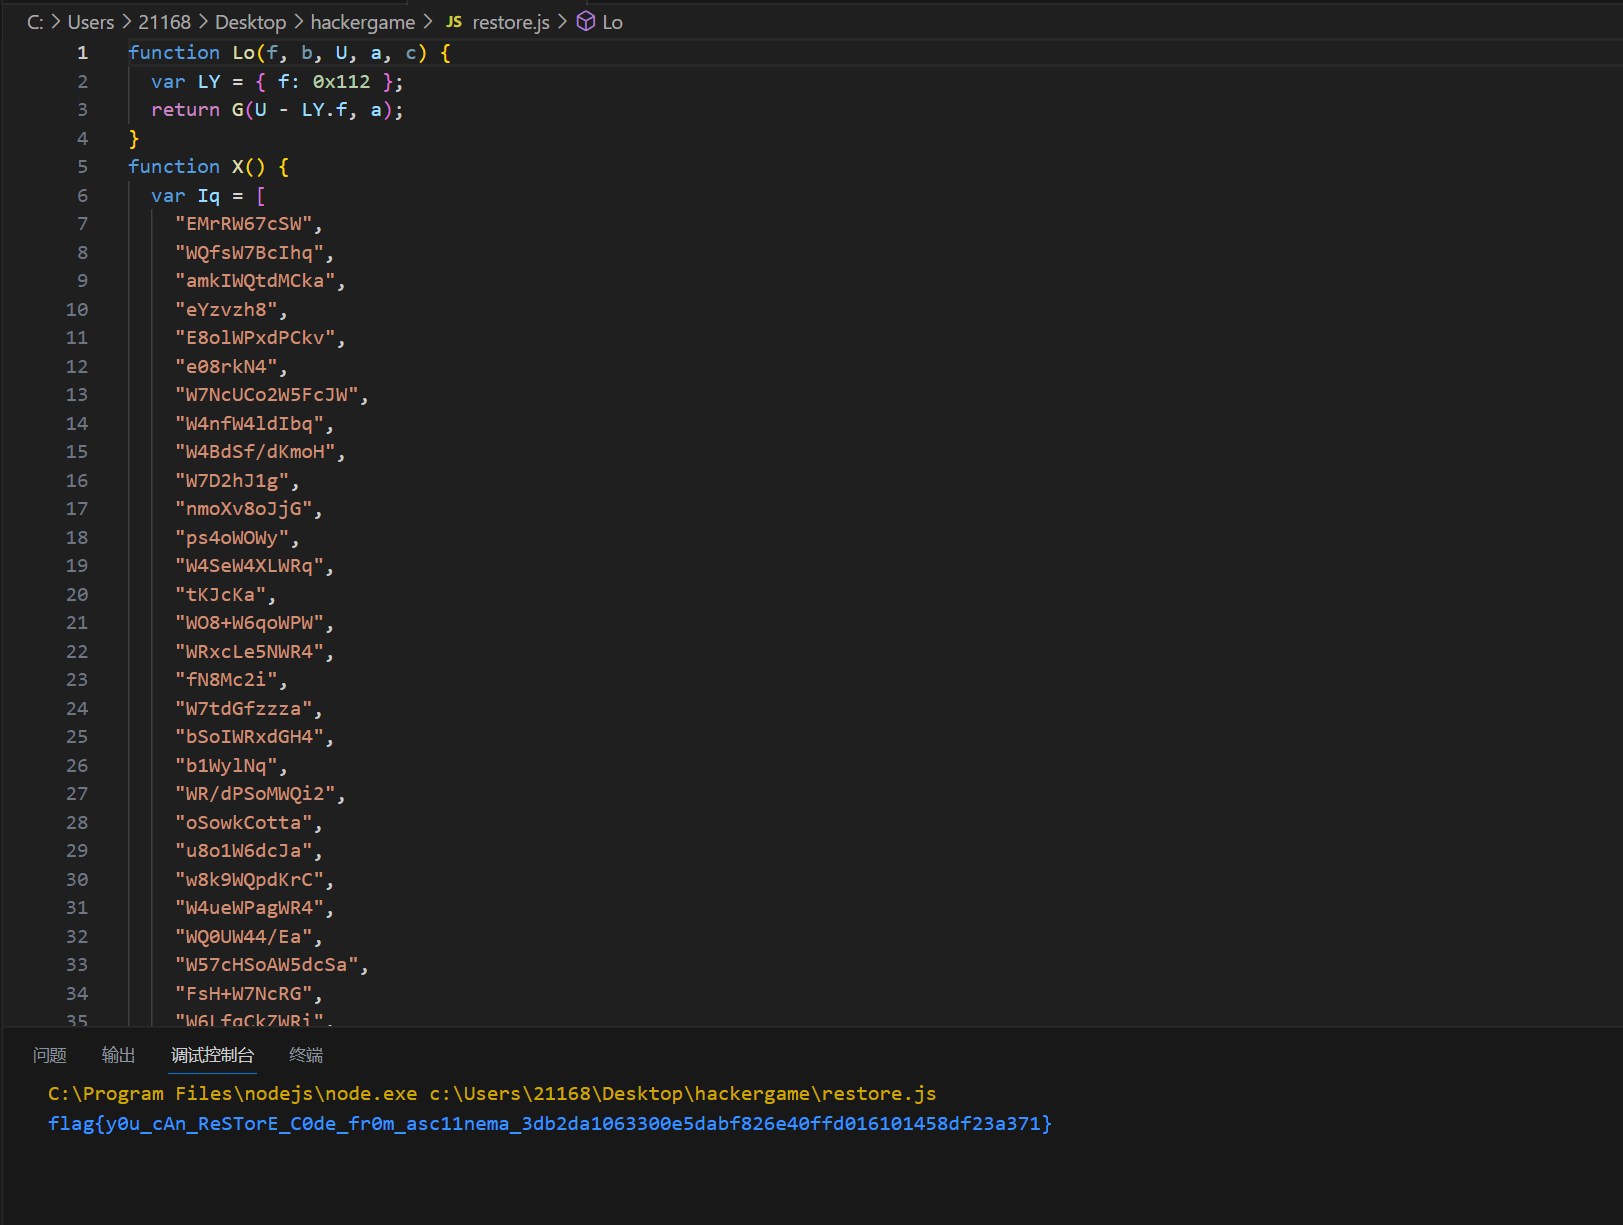 C: > Users > 21168 > Desktop > hackergame > JS restore.js > Lo
1 function Lo(f, b, U, a, c) {
2 var LY = { f: 0x112 };
3 return G(U - LY.f, a);
4 }
5 function X() {
6 var Iq = [
7 "EMrRW67cSW",
8 "WQfsW7BcIhq",
9 "amkIWQtdMCka",
10 "eYzvzh8",
11 "E8olWPxdPCkv",
12 "e08rkN4",
13 "W7NcUCo2W5FcJW",
14 "W4nfW4ldIbq",
15 "W4BdSf/dKmoH",
16 "W7D2hJ1g",
17 "nmoXv8oJjG",
18 "ps4oWOWy",
19 "W4SeW4XLWRq",
20 "tKJcKa",
21 "WO8+W6qoWPW",
22 "WRxcLe5NWR4",
23 "fN8Mc2i",
24 "W7tdGfzzza",
25 "bSoIWRxdGH4",
26 "b1WylNq",
27 "WR/dPSoMWQi2",
28 "oSowkCotta",
29 "u8o1W6dcJa",
30 "w8k9WQpdKrC",
31 "W4ueWPagWR4",
32 "WQ0UW44/Ea",
33 "W57cHSoAW5dcSa",
34 "FsH+W7NcRG",
35 "W6LfqCkZWRi",
问题 输出 调试控制台 终端
C:\Program Files\nodejs\node.exe c:\Users\21168\Desktop\hackergame\restore.js
flag{y0u_cAn_ReSTorE_C0de_fr0m_asc11nema_3db2da1063300e5dabf826e40ffd016101458df23a371}